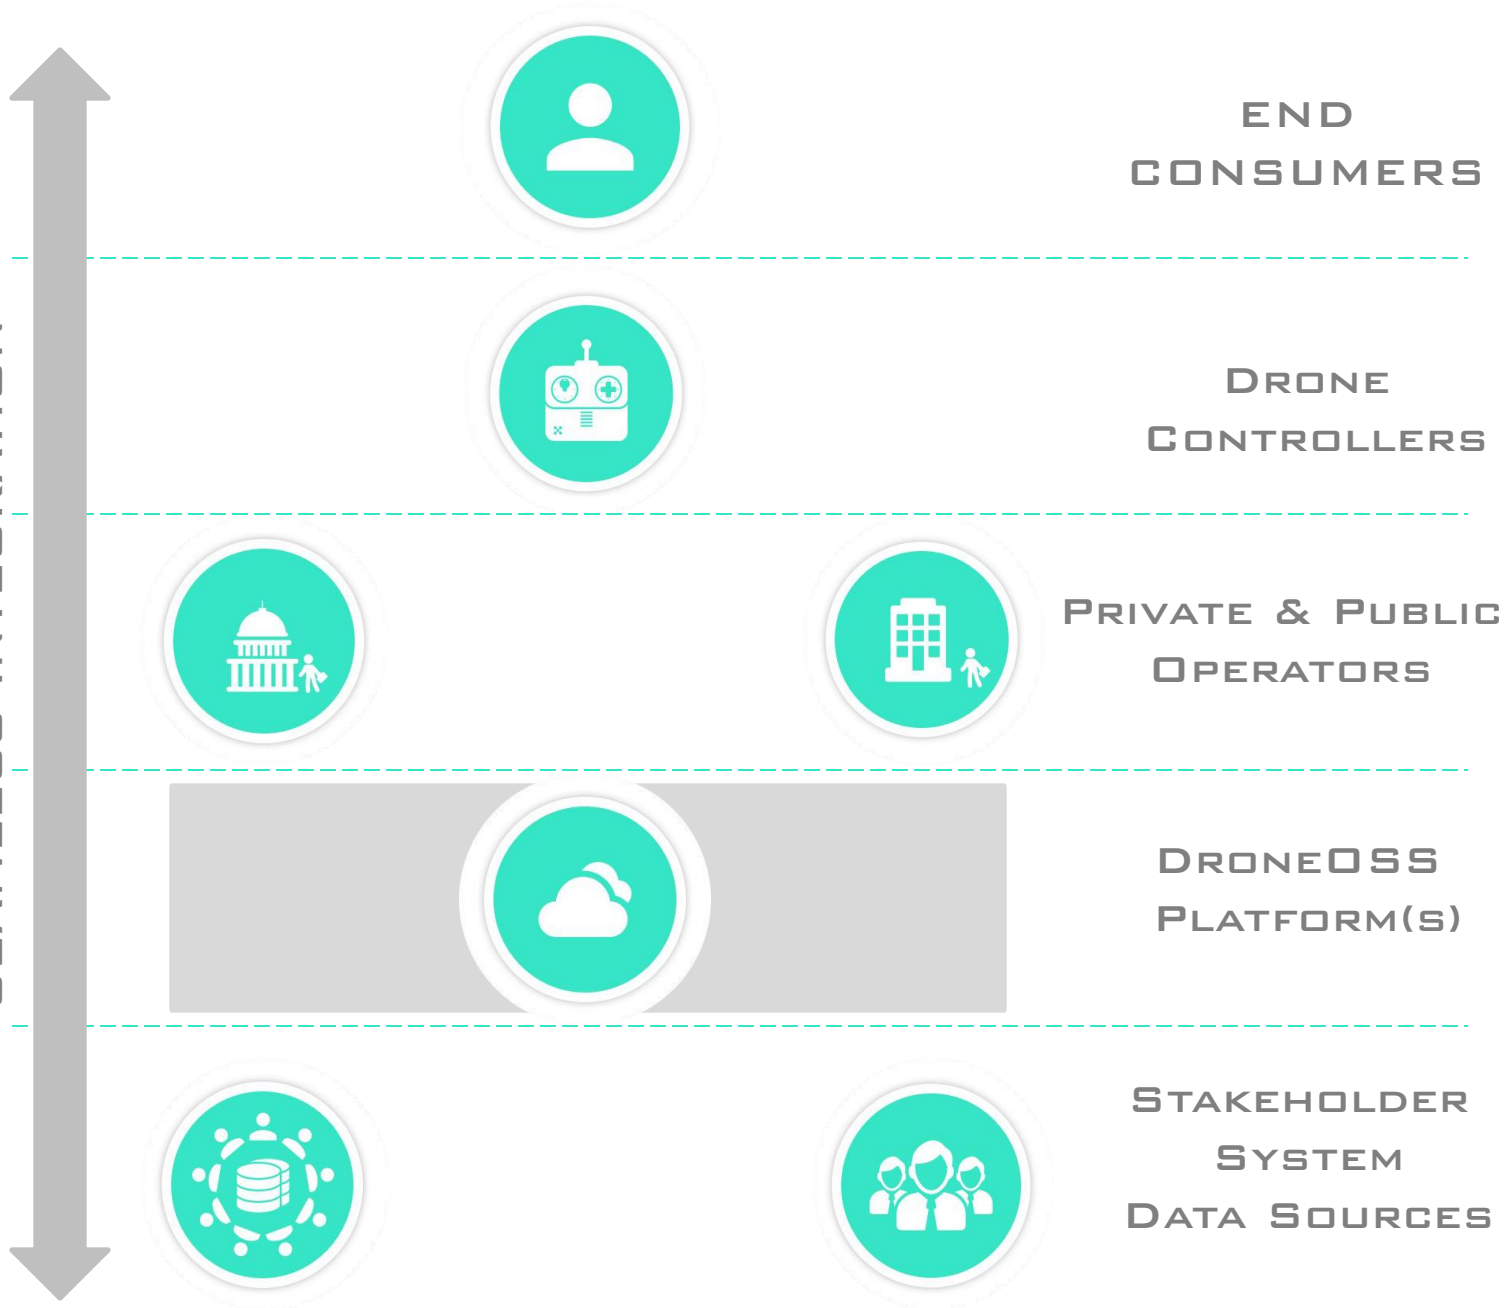 END
CONSUMERS
DRONE
CONTROLLERS
PRIVATE & PUBLIC
OPERATORS
DRONEOSS
PLATFORM(S)
STAKEHOLDER
SYSTEM
DATA SOURCES